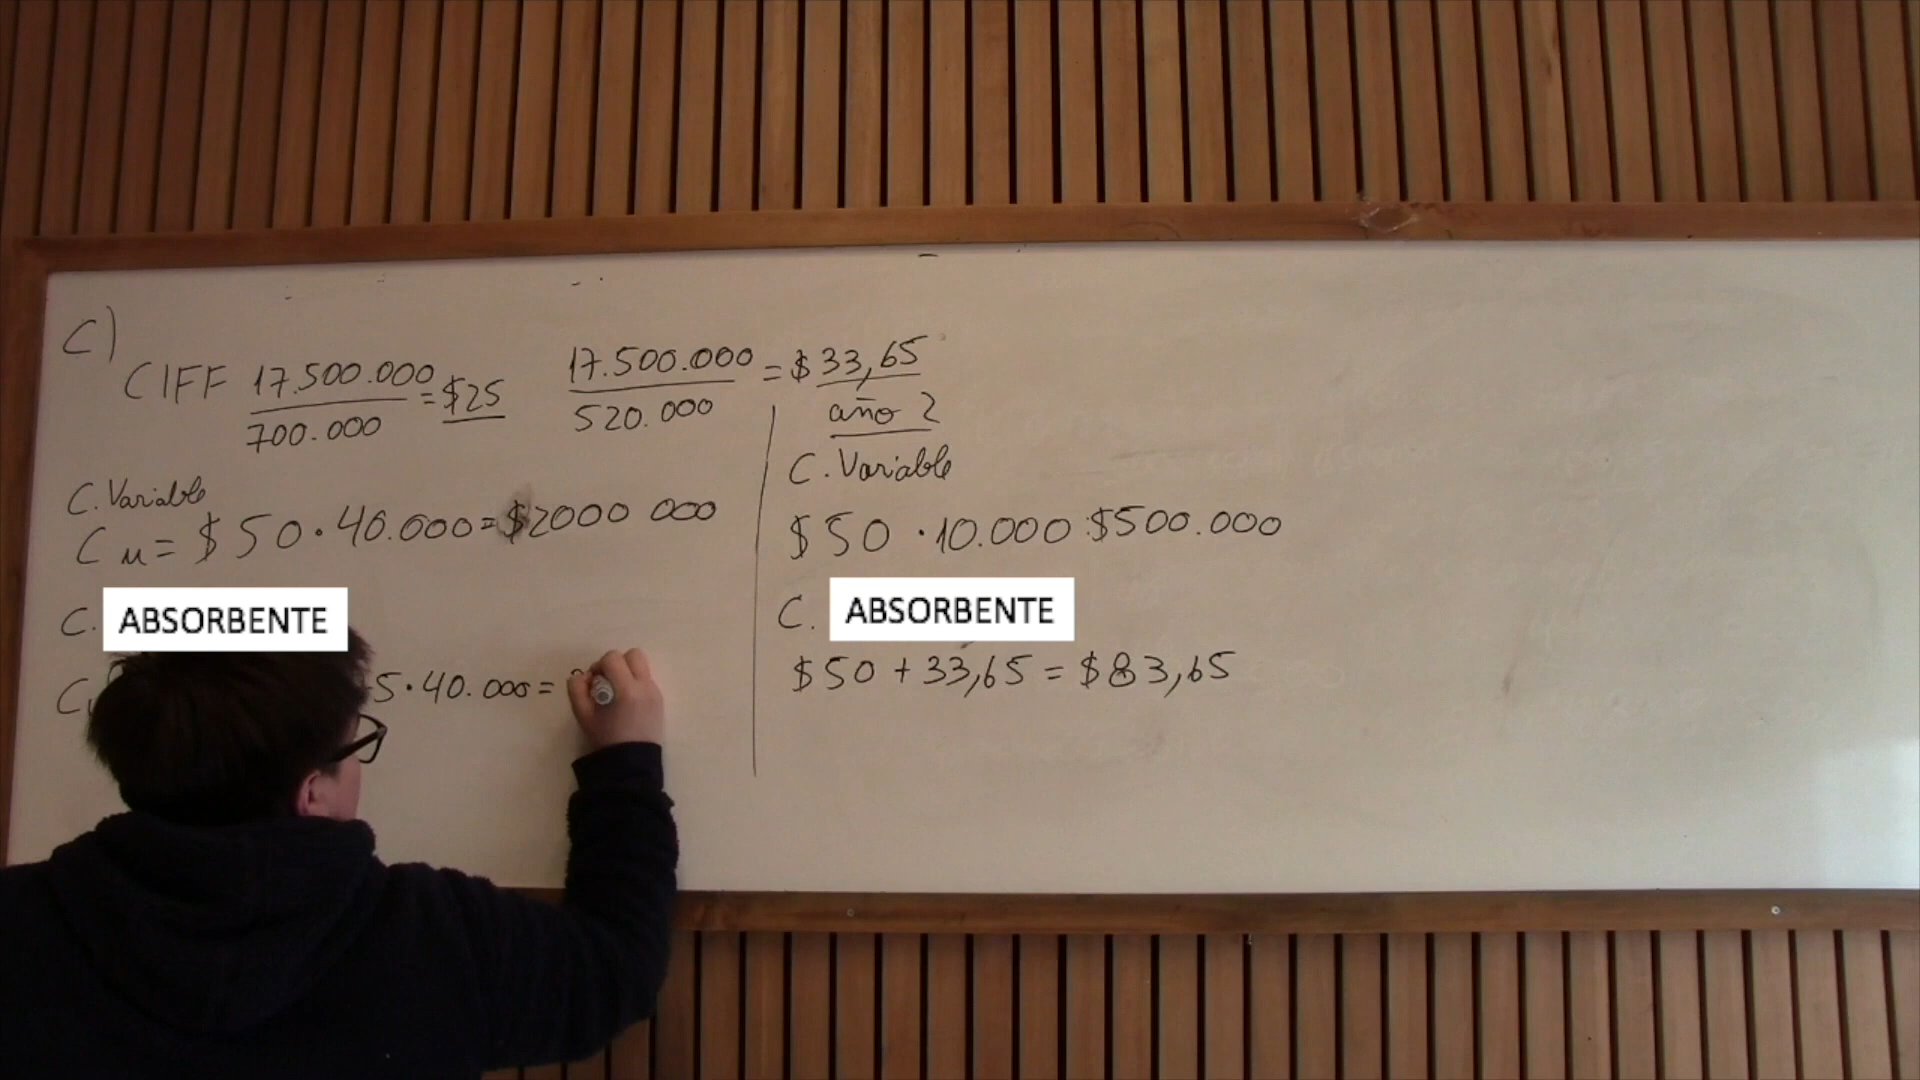 C)
CIFF 17.500.000 / 700.000 = $25
17.500.000 / 520.000 = $ 33,65
C. Variable
Cu = $ 50 · 40.000 = $2000 000
C. ABSORBENTE
5 · 40. 000 =
año 2
C. Variable
$ 50 · 10.000 : $500.000
C. ABSORBENTE
$ 50 + 33,65 = $ 83,65